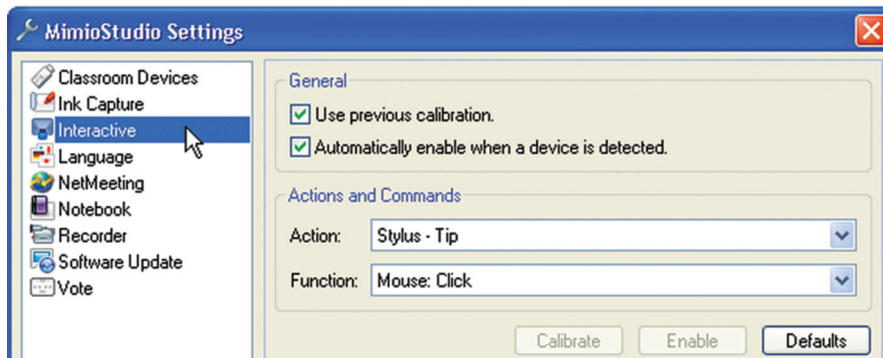 MimioStudio Settings
Classroom Devices
Ink Capture
Interactive
Language
NetMeeting
Notebook
Recorder
Software Update
Vote
General
Use previous calibration.
Automatically enable when a device is detected.
Actions and Commands
Action: Stylus - Tip
Function: Mouse: Click
Calibrate Enable Defaults